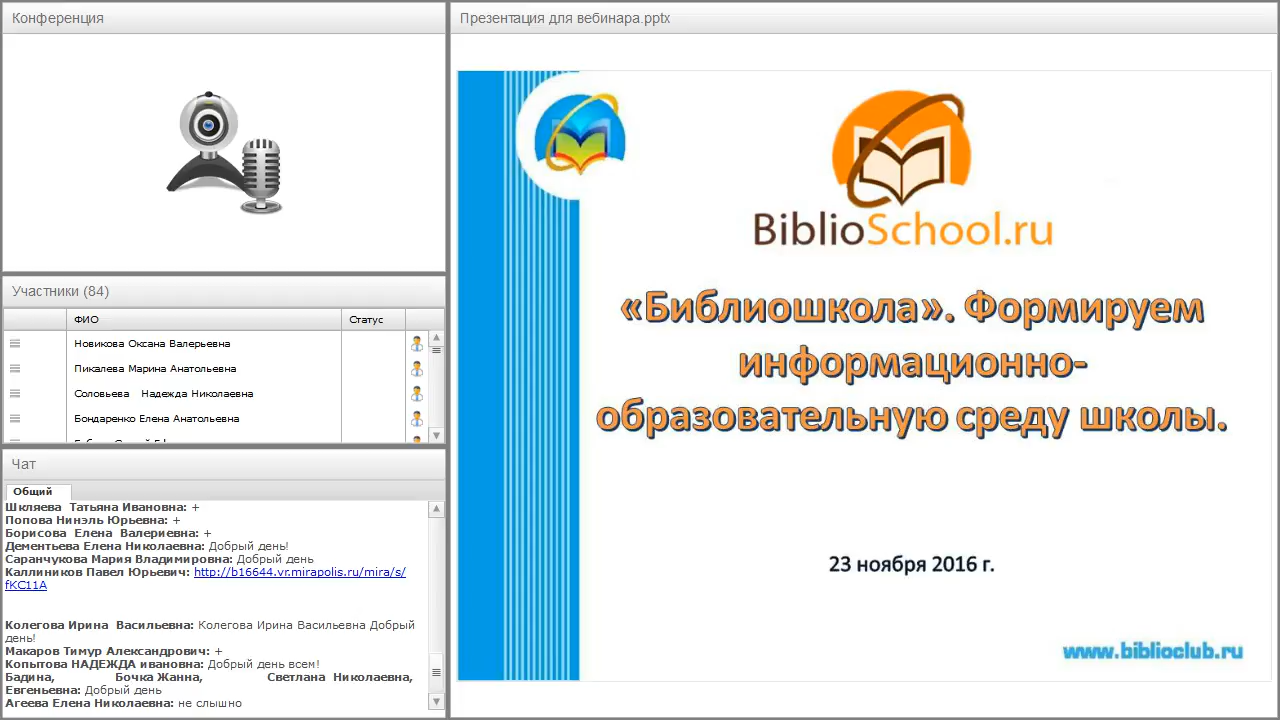 Конференция
Участники (84)
ФИО Статус
Новикова Оксана Валерьевна
Пикалева Марина Анатольевна
Соловьева Надежда Николаевна
Бондаренко Елена Анатольевна
Чат
Общий
Шкляева Татьяна Ивановна: +
Попова Нинэль Юрьевна: +
Борисова Елена Валериевна: +
Дементьева Елена Николаевна: Добрый день!
Саранчукова Мария Владимировна: Добрый день
Каллиников Павел Юрьевич: http://b16644.vr.mirapolis.ru/mira/s/
fKC11A
Колегова Ирина Васильевна: Колегова Ирина Васильевна Добрый
день!
Макаров Тимур Александрович: +
Копытова НАДЕЖДА ивановна: Добрый день всем!
Бадина, Бочка Жанна, Светлана Николаевна,
Евгеньевна: Добрый день
Агеева Елена Николаевна: не слышно
Презентация для вебинара.pptx
BiblioSchool.ru
«Библиошкола». Формируем
информационно-
образовательную среду школы.
23 ноября 2016 г.
www.biblioclub.ru